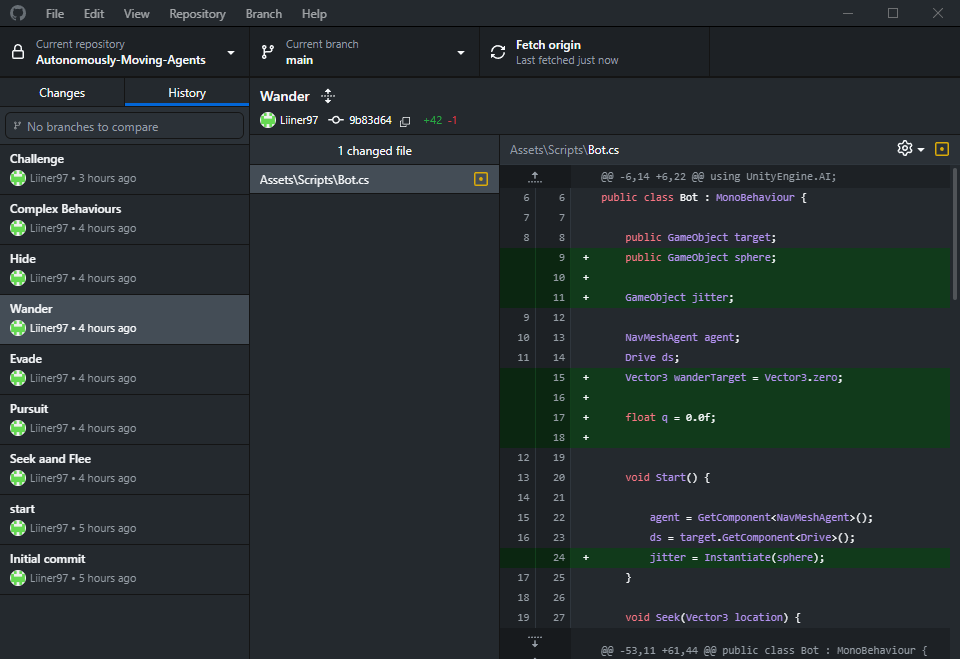 File Edit View Repository Branch Help
Current repository
Autonomously-Moving-Agents
Current branch
main
Fetch origin
Last fetched just now
Changes History
No branches to compare
Challenge
Liiner97 • 3 hours ago
Complex Behaviours
Liiner97 • 4 hours ago
Hide
Liiner97 • 4 hours ago
Wander
Liiner97 • 4 hours ago
Evade
Liiner97 • 4 hours ago
Pursuit
Liiner97 • 4 hours ago
Seek aand Flee
Liiner97 • 4 hours ago
start
Liiner97 • 5 hours ago
Initial commit
Liiner97 • 5 hours ago
Wander
Liiner97 9b83d64 +42 -1
1 changed file
Assets\Scripts\Bot.cs
Assets\Scripts\Bot.cs
@@ -6,14 +6,22 @@ using UnityEngine.AI;
6 6 public class Bot : MonoBehaviour {
7 7
8 8 public GameObject target;
9 + public GameObject sphere;
10 +
11 + GameObject jitter;
9 12
10 13 NavMeshAgent agent;
11 14 Drive ds;
15 + Vector3 wanderTarget = Vector3.zero;
16 +
17 + float q = 0.0f;
18 +
12 19
13 20 void Start() {
14 21
15 22 agent = GetComponent<NavMeshAgent>();
16 23 ds = target.GetComponent<Drive>();
24 + jitter = Instantiate(sphere);
17 25 }
18 26
19 27 void Seek(Vector3 location) {
@@ -53,11 +61,44 @@ public class Bot : MonoBehaviour {